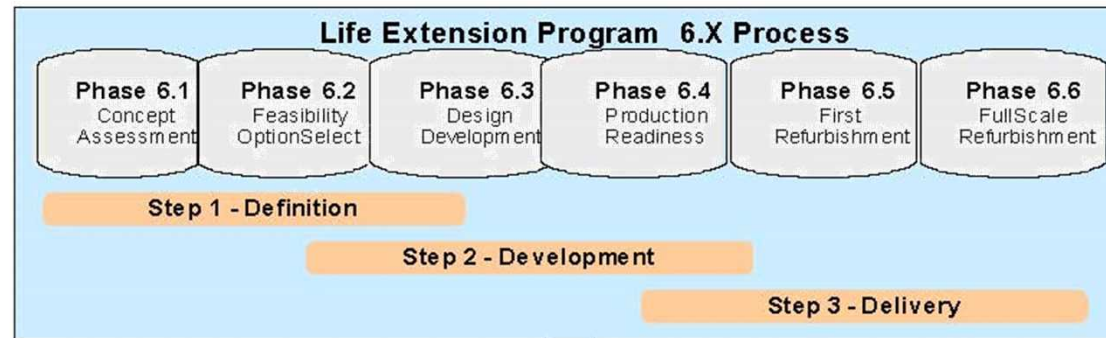 Life Extension Program 6.X Process
Phase 6.1
Concept
Assessment
Phase 6.2
Feasibility
OptionSelect
Phase 6.3
Design
Development
Phase 6.4
Production
Readiness
Phase 6.5
First
Refurbishment
Phase 6.6
FullScale
Refurbishment
Step 1 - Definition
Step 2 - Development
Step 3 - Delivery